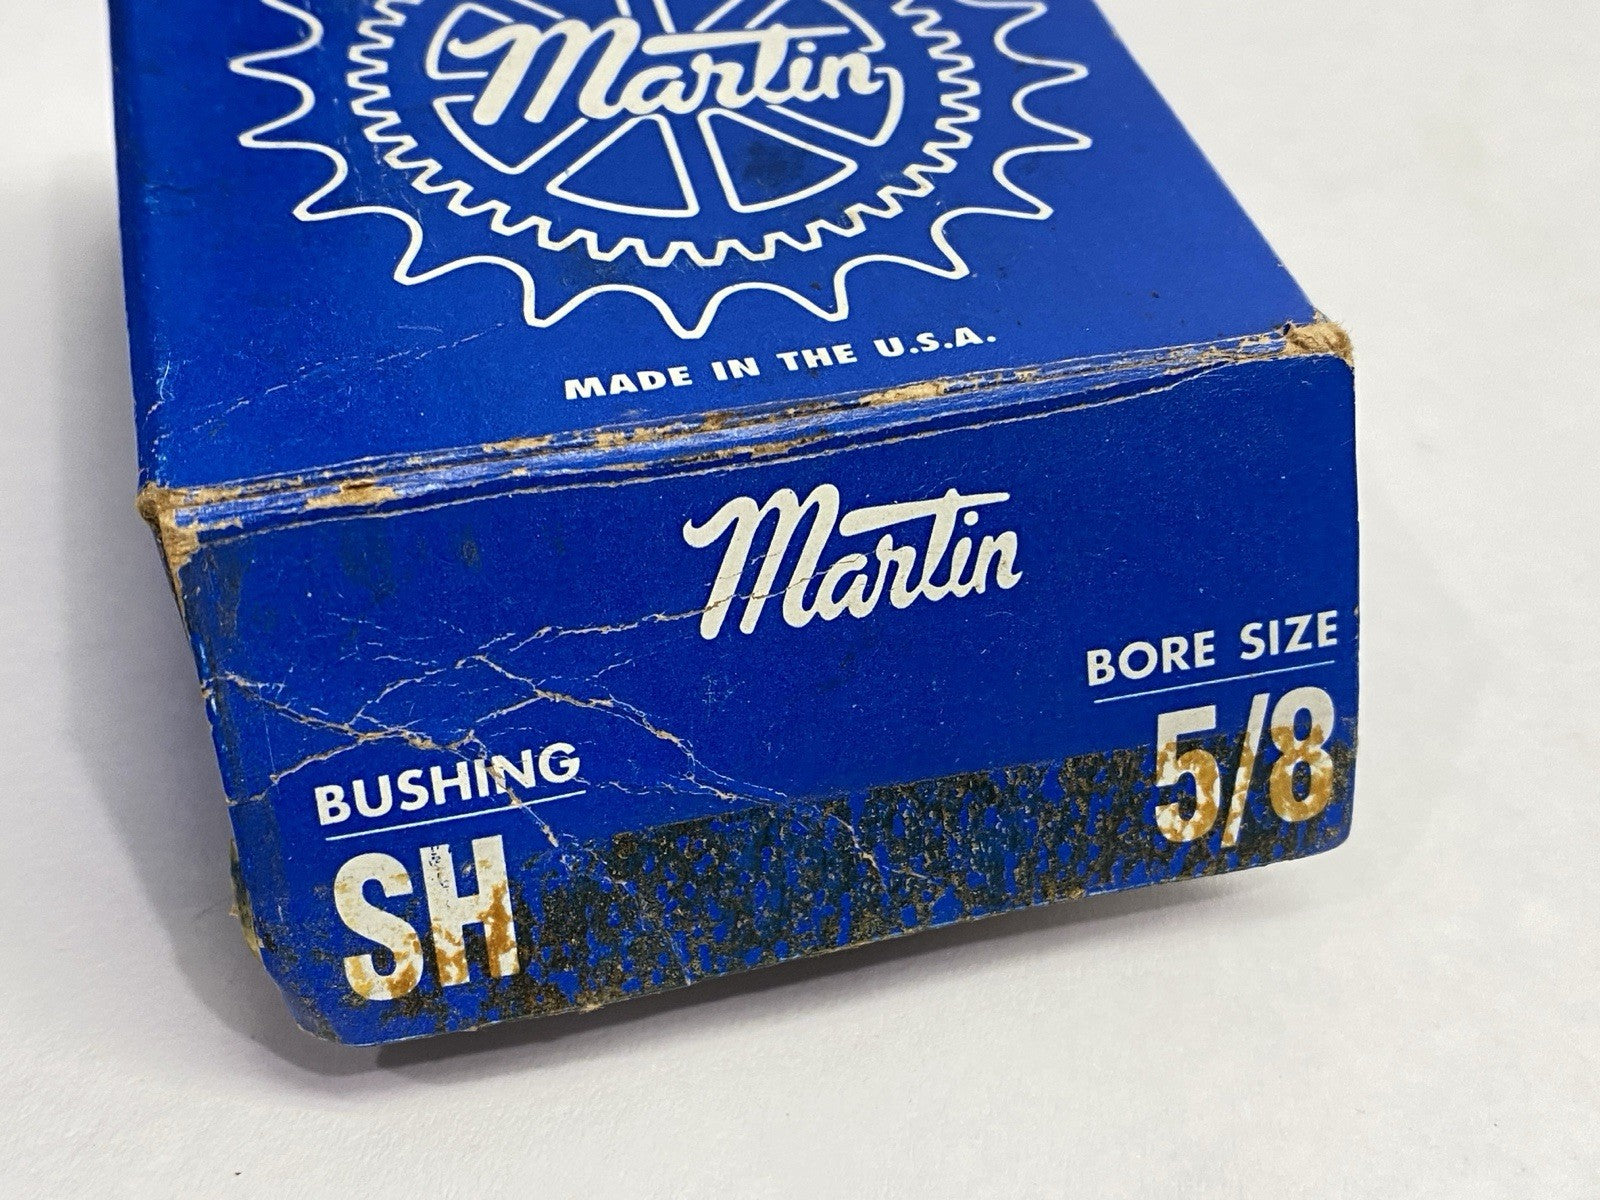 Martin
MADE IN THE U.S.A.
Martin
BORE SIZE
5/8
BUSHING
SH